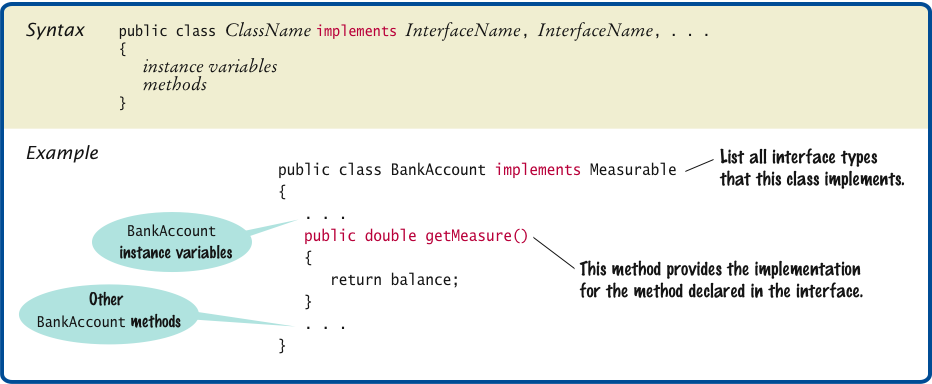 Syntax
public class ClassName implements InterfaceName, InterfaceName, . . .
{
instance variables
methods
}
Example
public class BankAccount implements Measurable
List all interface types
that this class implements.
{
. . .
BankAccount
instance variables
public double getMeasure()
{
This method provides the implementation
for the method declared in the interface.
return balance;
}
Other
BankAccount methods
. . .
}